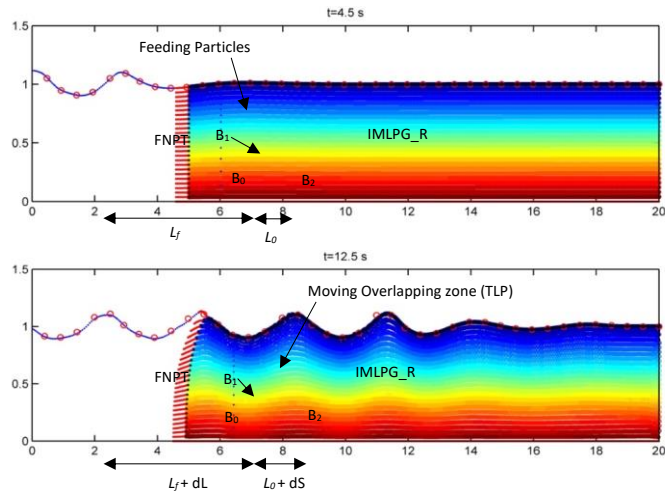 t=4.5 s
1.5
Feeding Particles
1
FNPT
B1
IMLPG_R
0.5
B0
B2
0
0 2 4 6 8 10 12 14 16 18 20
Lf
L0
t=12.5 s
1.5
Moving Overlapping zone (TLP)
1
FNPT
B1
IMLPG_R
0.5
B0
B2
0
0 2 4 6 8 10 12 14 16 18 20
Lf + dL
L0 + dS